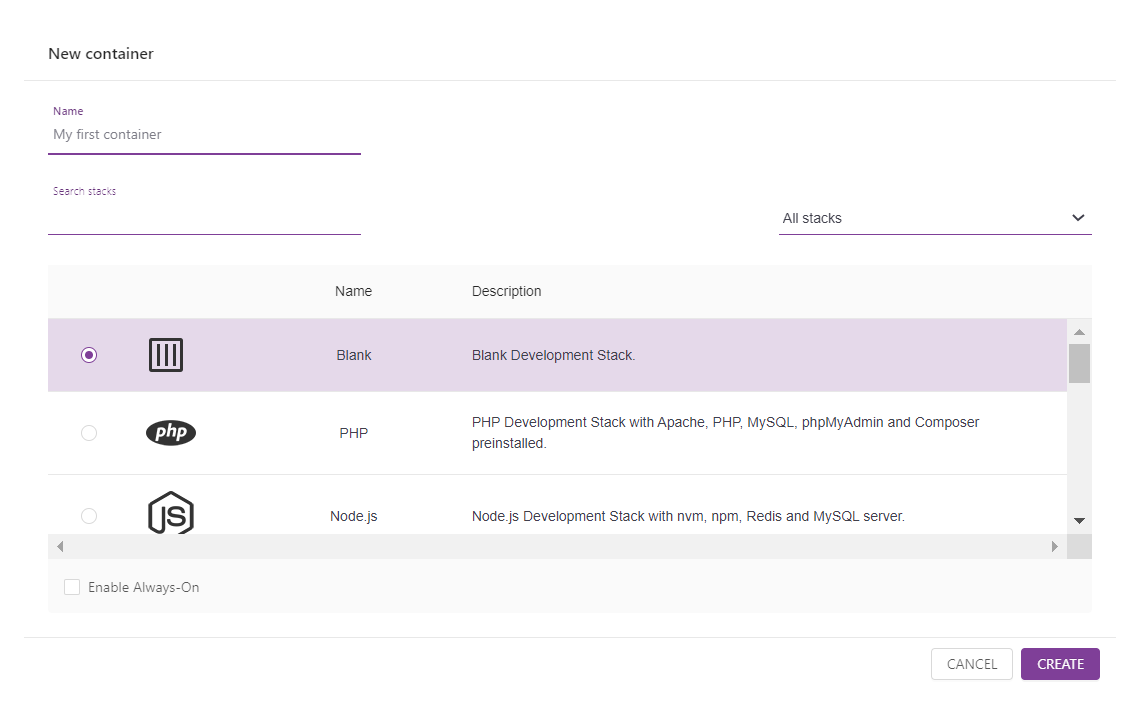 New container
Name
My first container
Search stacks
All stacks
Name Description
Blank Blank Development Stack.
php PHP PHP Development Stack with Apache, PHP, MySQL, phpMyAdmin and Composer
preinstalled.
JS Node.js Node.js Development Stack with nvm, npm, Redis and MySQL server.
Enable Always-On
CANCEL CREATE